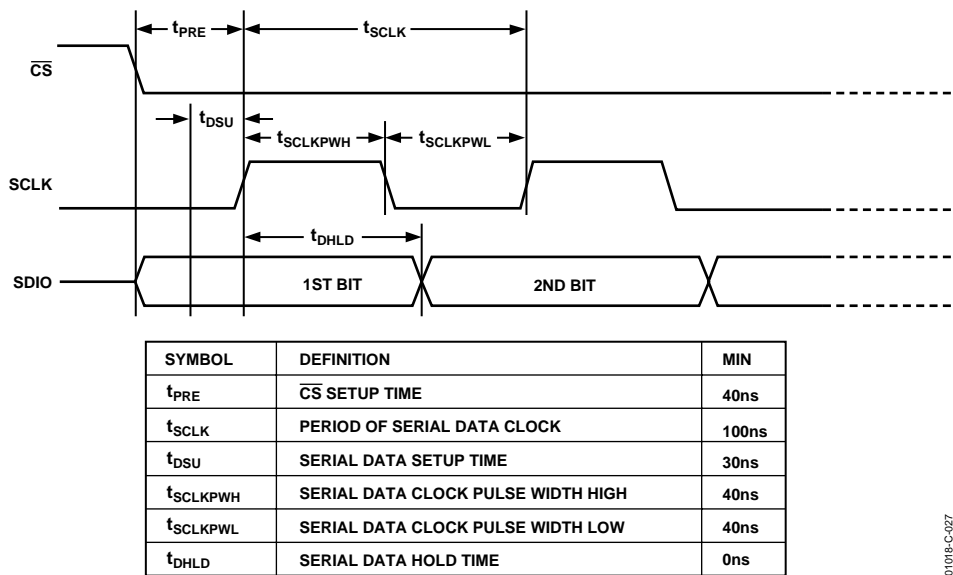 tPRE
tSCLK
CS
tDSU
tSCLKPWH
tSCLKPWL
SCLK
tDHLD
SDIO
1ST BIT
2ND BIT
SYMBOL DEFINITION MIN
tPRE CS SETUP TIME 40ns
tSCLK PERIOD OF SERIAL DATA CLOCK 100ns
tDSU SERIAL DATA SETUP TIME 30ns
tSCLKPWH SERIAL DATA CLOCK PULSE WIDTH HIGH 40ns
tSCLKPWL SERIAL DATA CLOCK PULSE WIDTH LOW 40ns
tDHLD SERIAL DATA HOLD TIME 0ns
01018-C-027